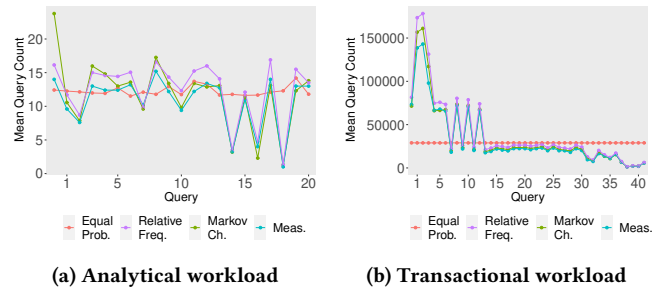 Mean Query Count
20
15
10
5
0
1 5 10 15 20
Query
Equal Prob. Relative Freq. Markov Ch. Meas.
(a) Analytical workload
Mean Query Count
150000
100000
50000
0
1 5 10 15 20 25 30 35 40
Query
Equal Prob. Relative Freq. Markov Ch. Meas.
(b) Transactional workload